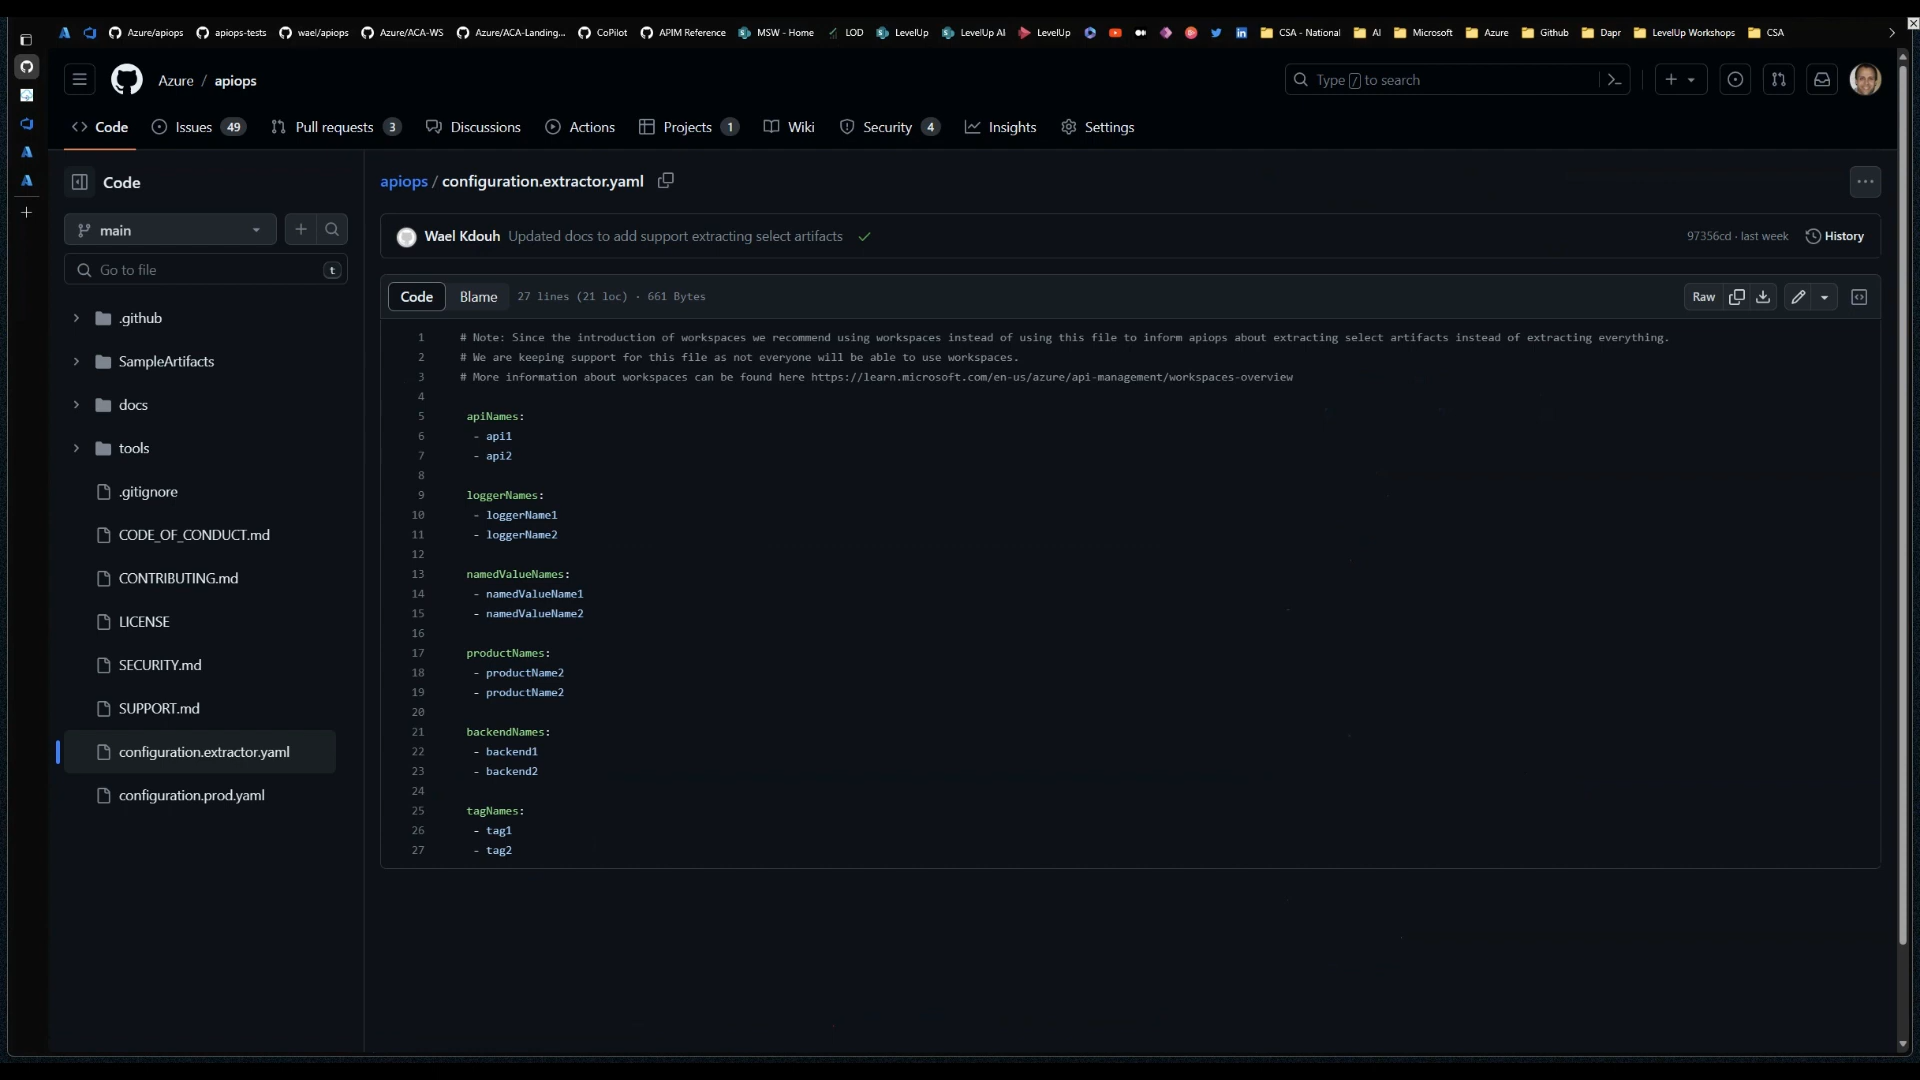 Azure/apiops apiops-tests wael/apiops Azure/ACA-WS Azure/ACA-Landing... CoPilot APIM Reference MSW - Home LOD LevelUp LevelUp AI LevelUp CSA - National AI Microsoft Azure Github Dapr LevelUp Workshops CSA
Azure / apiops
Type / to search
Code Issues 49 Pull requests 3 Discussions Actions Projects 1 Wiki Security 4 Insights Settings
Code
main
Go to file t
.github
SampleArtifacts
docs
tools
.gitignore
CODE_OF_CONDUCT.md
CONTRIBUTING.md
LICENSE
SECURITY.md
SUPPORT.md
configuration.extractor.yaml
configuration.prod.yaml
apiops / configuration.extractor.yaml
Wael Kdouh Updated docs to add support extracting select artifacts 97356cd · last week History
Code Blame 27 lines (21 loc) · 661 Bytes Raw
1 # Note: Since the introduction of workspaces we recommend using workspaces instead of using this file to inform apiops about extracting select artifacts instead of extracting everything.
2 # We are keeping support for this file as not everyone will be able to use workspaces.
3 # More information about workspaces can be found here https://learn.microsoft.com/en-us/azure/api-management/workspaces-overview
4
5 apiNames:
6 - api1
7 - api2
8
9 loggerNames:
10 - loggerName1
11 - loggerName2
12
13 namedValueNames:
14 - namedValueName1
15 - namedValueName2
16
17 productNames:
18 - productName2
19 - productName2
20
21 backendNames:
22 - backend1
23 - backend2
24
25 tagNames:
26 - tag1
27 - tag2